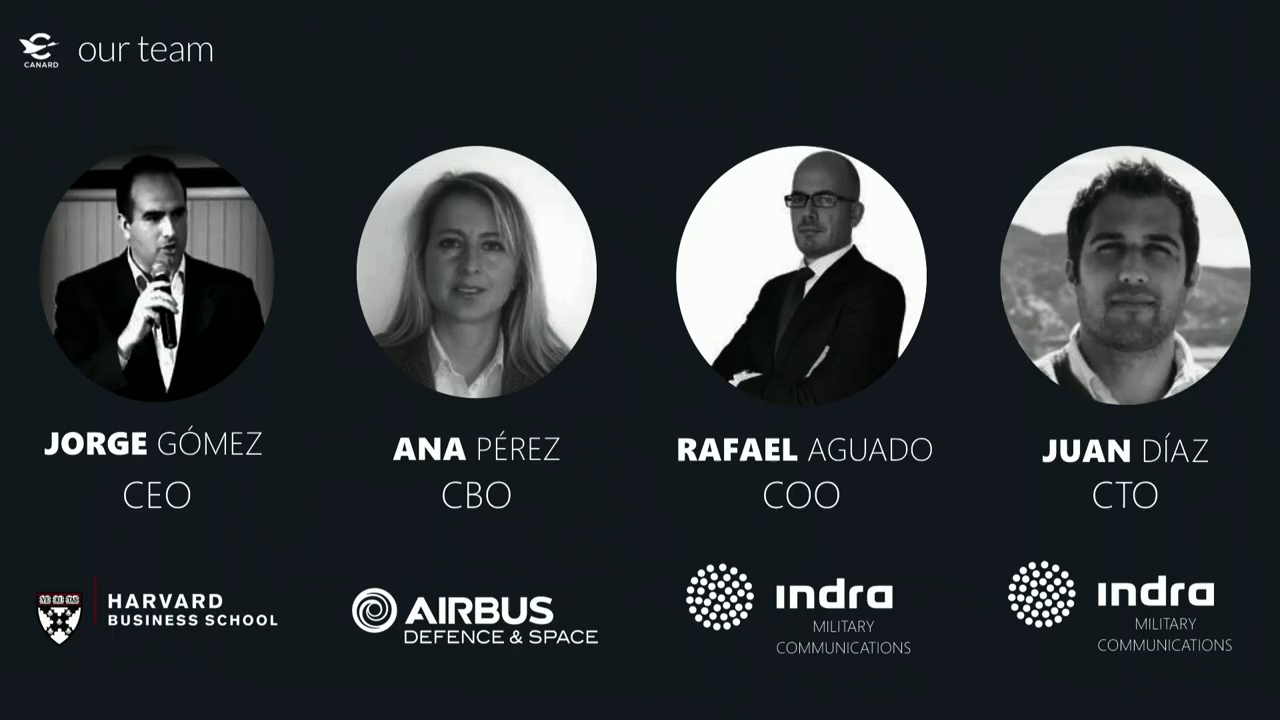 CANARD
our team
JORGE GÓMEZ
CEO
ANA PÉREZ
CBO
RAFAEL AGUADO
COO
JUAN DÍAZ
CTO
HARVARD
BUSINESS SCHOOL
AIRBUS
DEFENCE & SPACE
indra
MILITARY
COMMUNICATIONS
indra
MILITARY
COMMUNICATIONS